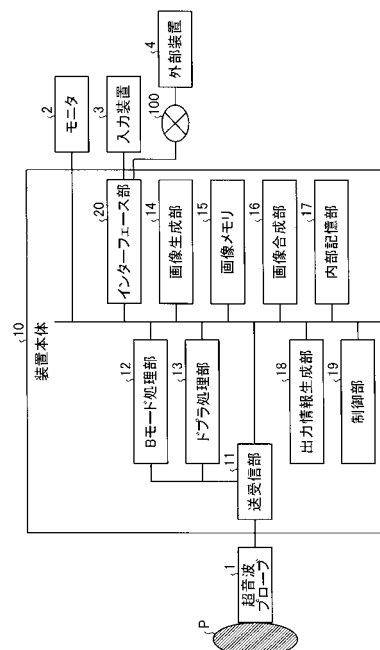 10
装置本体
2
モニタ
3
入力装置
4
外部装置
100
20
インターフェース部
14
画像生成部
15
画像メモリ
16
画像合成部
17
内部記憶部
12
Bモード処理部
13
ドプラ処理部
11
送受信部
18
出力情報生成部
19
制御部
P
1
超音波
プローブ